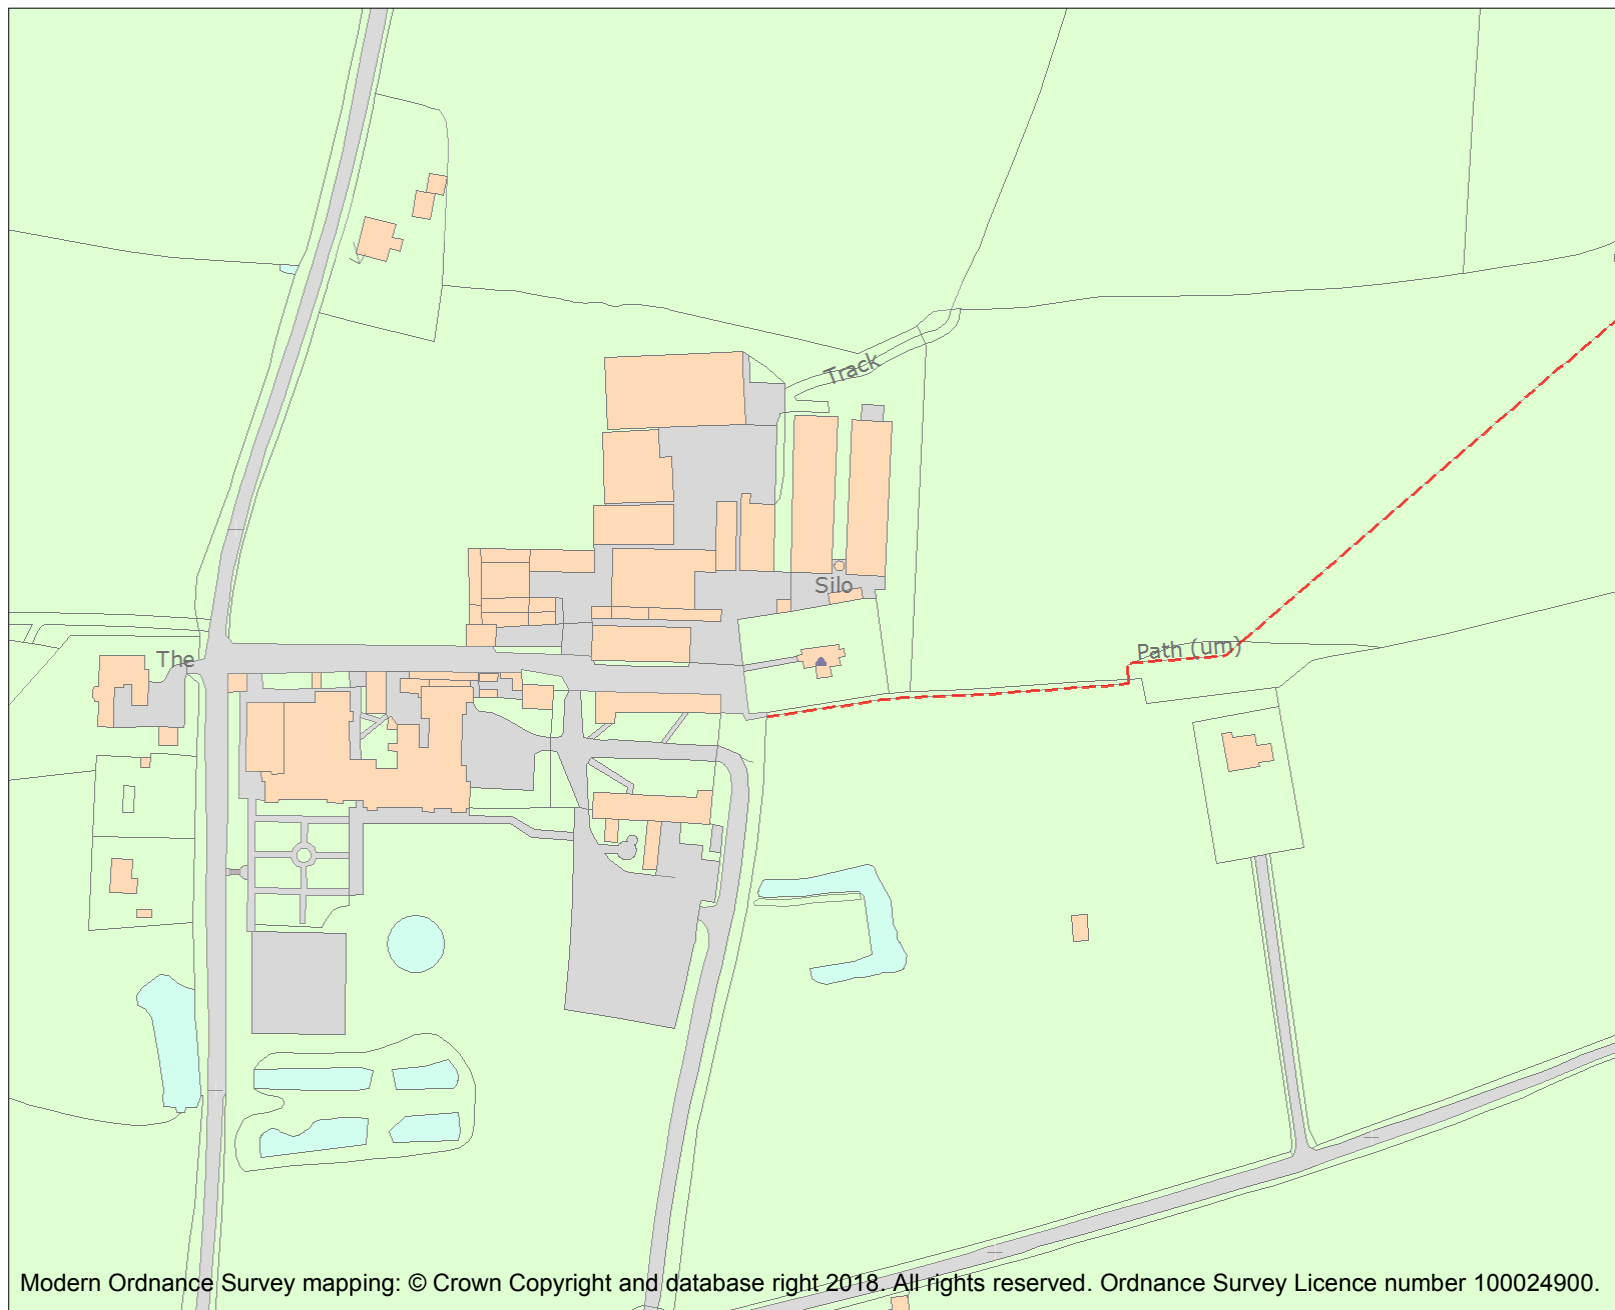 Track
Silo
Path (um)
The
Modern Ordnance Survey mapping: © Crown Copyright and database right 2018. All rights reserved. Ordnance Survey Licence number 100024900.